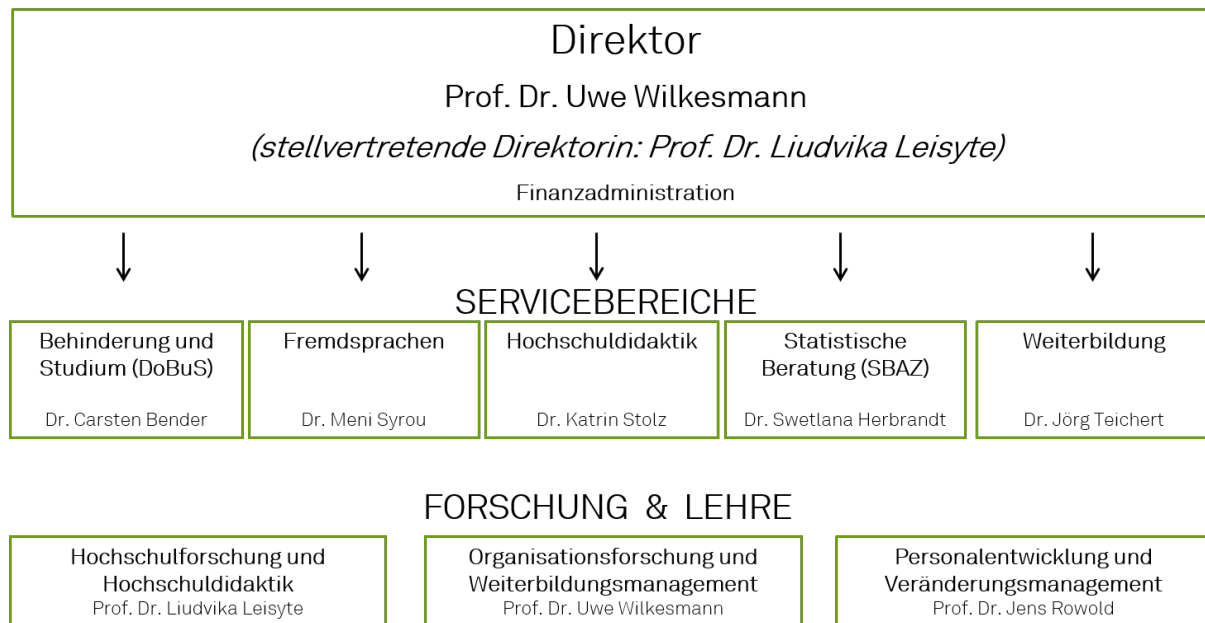 Direktor
Prof. Dr. Uwe Wilkesmann
(stellvertretende Direktorin: Prof. Dr. Liudvika Leisyte)
Finanzadministration
SERVICEBEREICHE
Behinderung und
Studium (DoBuS)
Dr. Carsten Bender
Fremdsprachen
Dr. Meni Syrou
Hochschuldidaktik
Dr. Katrin Stolz
Statistische
Beratung (SBAZ)
Dr. Swetlana Herbrandt
Weiterbildung
Dr. Jörg Teichert
FORSCHUNG & LEHRE
Hochschulforschung und
Hochschuldidaktik
Prof. Dr. Liudvika Leisyte
Organisationsforschung und
Weiterbildungsmanagement
Prof. Dr. Uwe Wilkesmann
Personalentwicklung und
Veränderungsmanagement
Prof. Dr. Jens Rowold